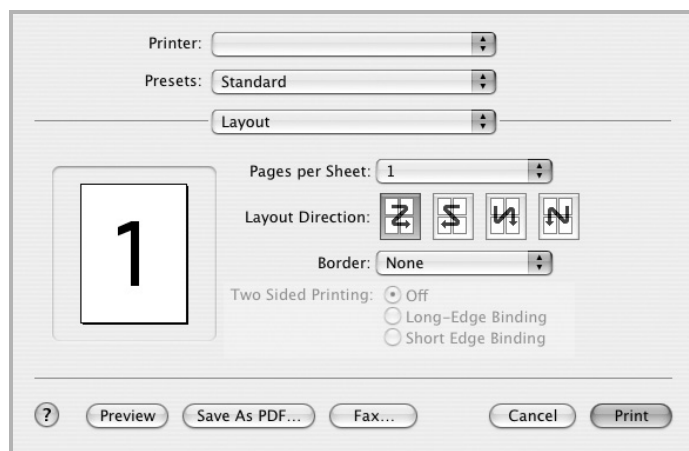 Printer:
Presets: Standard
Layout
Pages per Sheet: 1
Layout Direction:
1
Border: None
Two Sided Printing: Off
Long-Edge Binding
Short Edge Binding
? Preview Save As PDF... Fax... Cancel Print